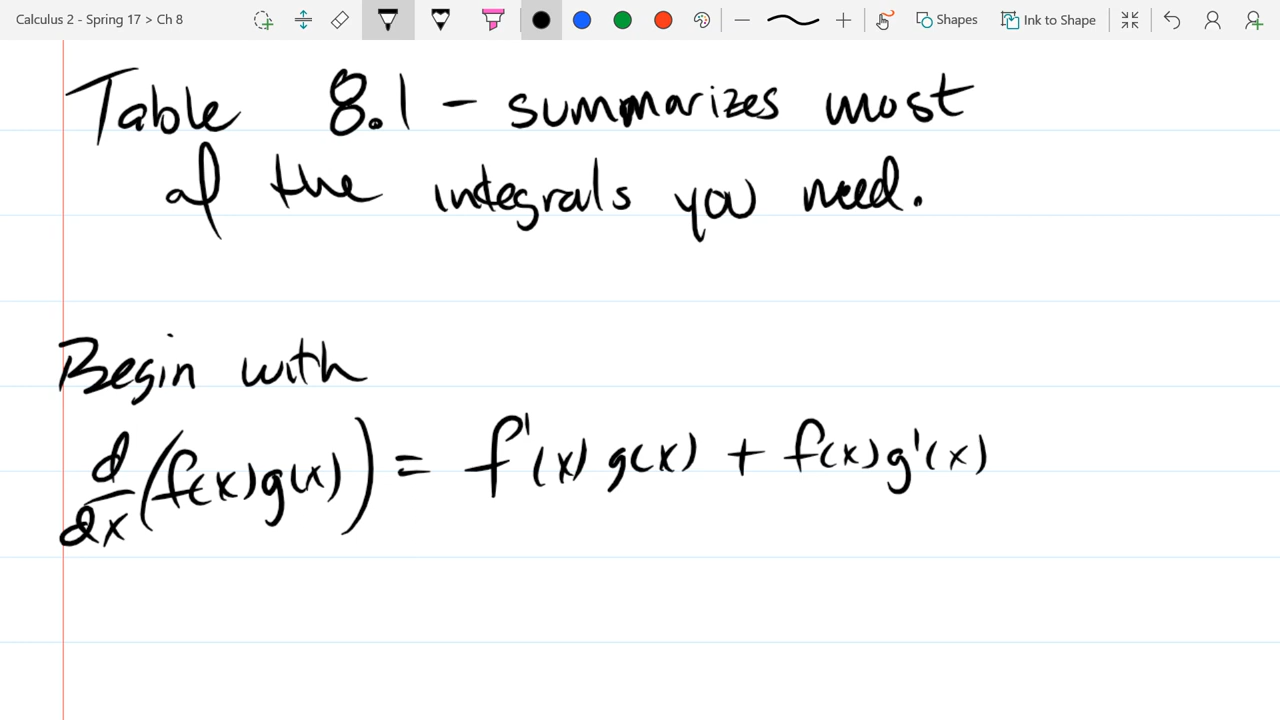 Calculus 2 - Spring 17 > Ch 8
Shapes
Ink to Shape
Table 8.1 - summarizes most
of the integrals you need.
Begin with
d/dx (f(x)g(x)) = f'(x) g(x) + f(x)g'(x)